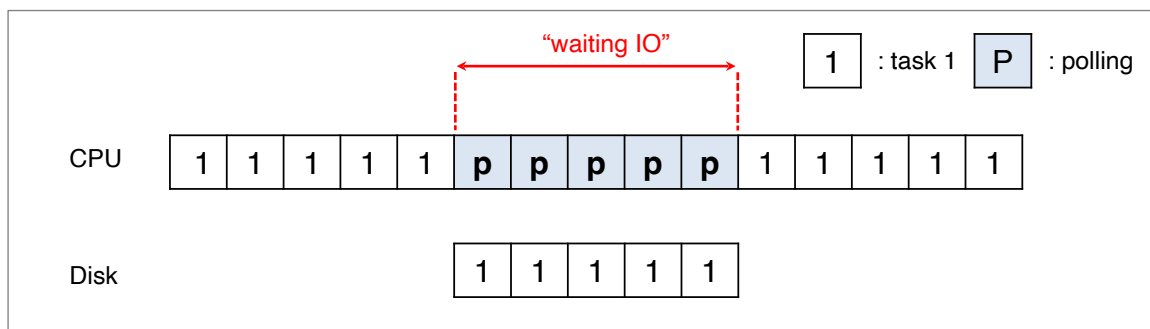 “waiting IO”
1 : task 1 P : polling
CPU 1 1 1 1 1 p p p p p 1 1 1 1 1
Disk 1 1 1 1 1